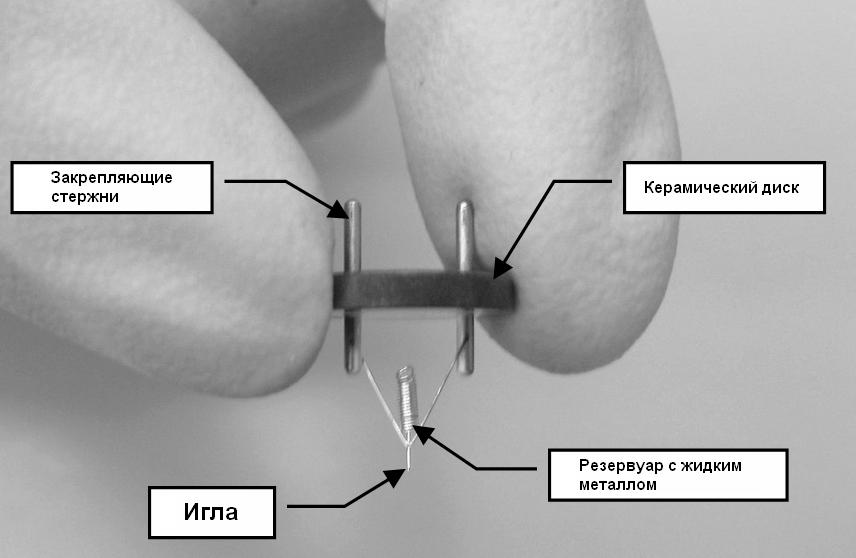 Закрепляющие
стержни
Керамический диск
Резервуар с жидким
металлом
Игла